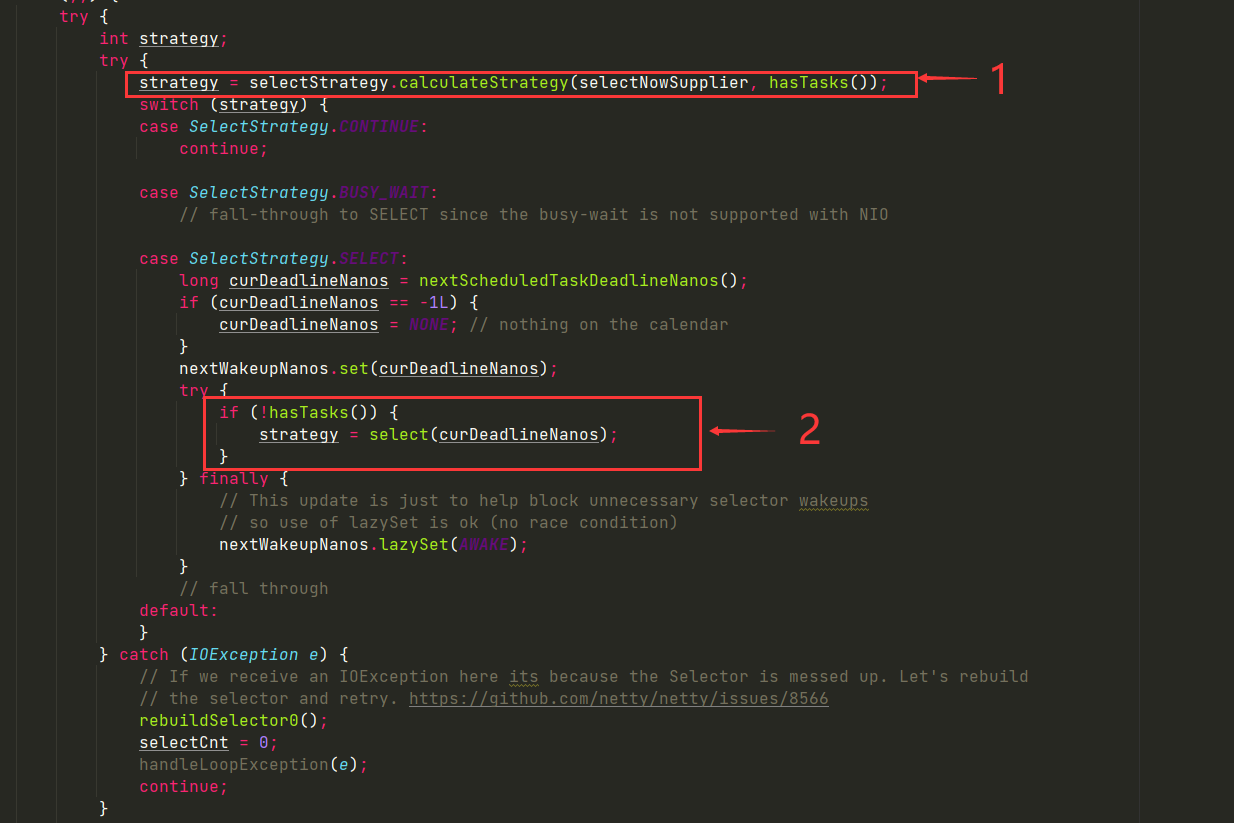 try {
int strategy;
try {
strategy = selectStrategy.calculateStrategy(selectNowSupplier, hasTasks());
1
switch (strategy) {
case SelectStrategy.CONTINUE:
continue;
case SelectStrategy.BUSY_WAIT:
// fall-through to SELECT since the busy-wait is not supported with NIO
case SelectStrategy.SELECT:
long curDeadlineNanos = nextScheduledTaskDeadlineNanos();
if (curDeadlineNanos == -1L) {
curDeadlineNanos = NONE; // nothing on the calendar
}
nextWakeupNanos.set(curDeadlineNanos);
try {
if (!hasTasks()) {
strategy = select(curDeadlineNanos);
2
}
} finally {
// This update is just to help block unnecessary selector wakeups
// so use of lazySet is ok (no race condition)
nextWakeupNanos.lazySet(AWAKE);
}
// fall through
default:
}
} catch (IOException e) {
// If we receive an IOException here its because the Selector is messed up. Let's rebuild
// the selector and retry. https://github.com/netty/netty/issues/8566
rebuildSelector0();
selectCnt = 0;
handleLoopException(e);
continue;
}